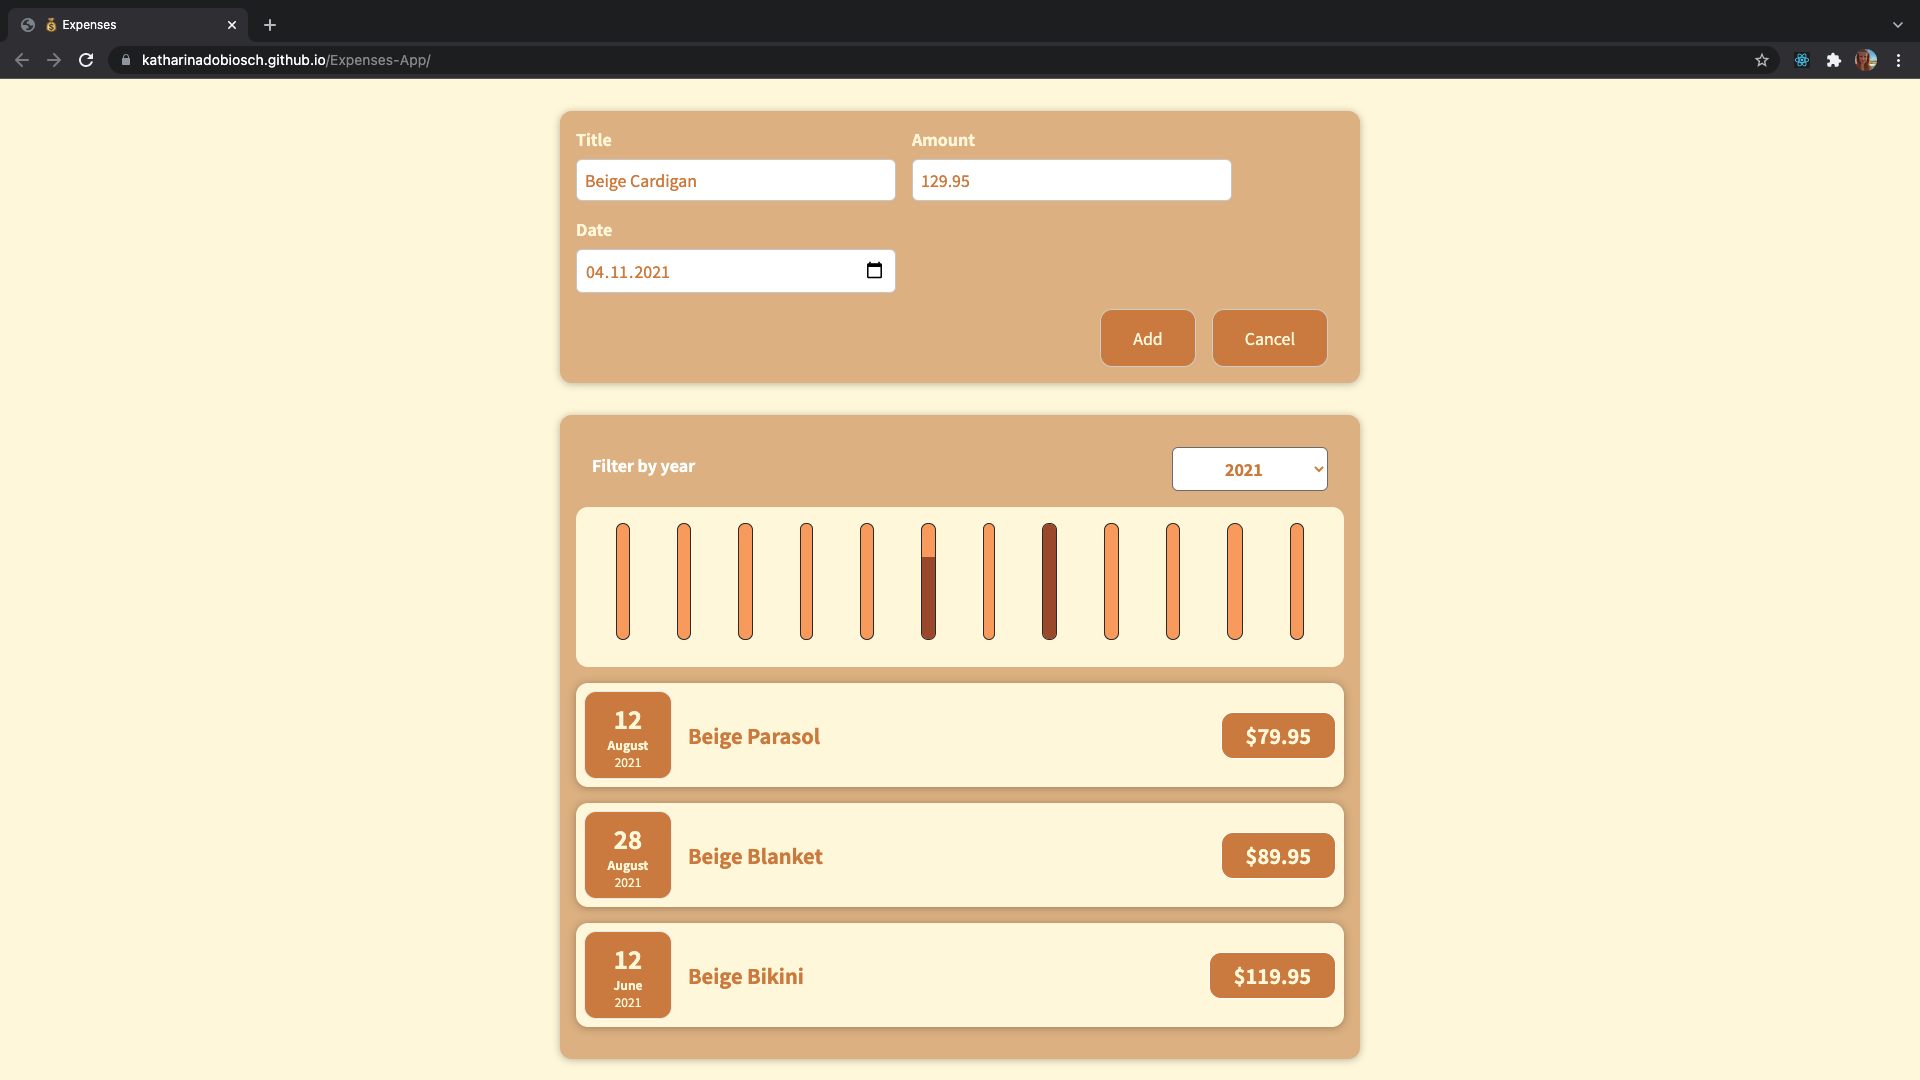 Expenses
katharinadobiosch.github.io/Expenses-App/
Title
Amount
Beige Cardigan
129.95
Date
04.11.2021
Add
Cancel
Filter by year
2021
12
August
2021
Beige Parasol
$79.95
28
August
2021
Beige Blanket
$89.95
12
June
2021
Beige Bikini
$119.95